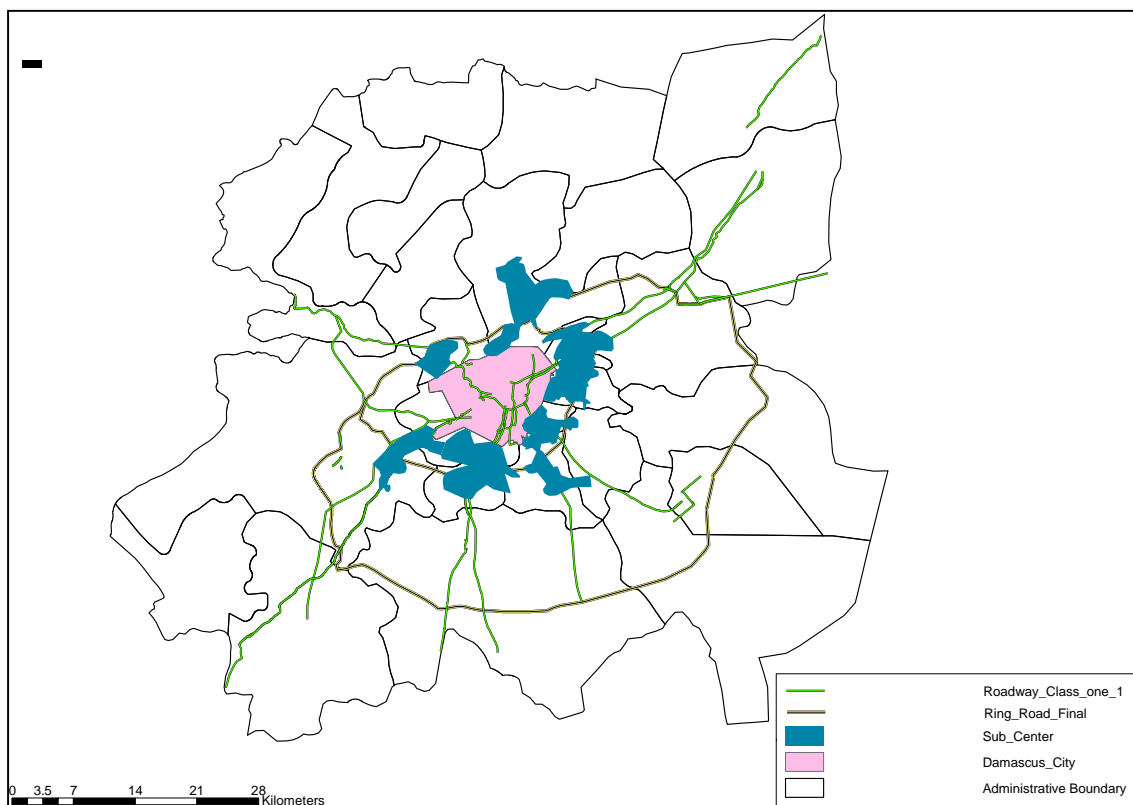 Roadway_Class_one_1
Ring_Road_Final
Sub_Center
Damascus_City
Administrative Boundary
0 3.5 7 14 21 28
Kilometers